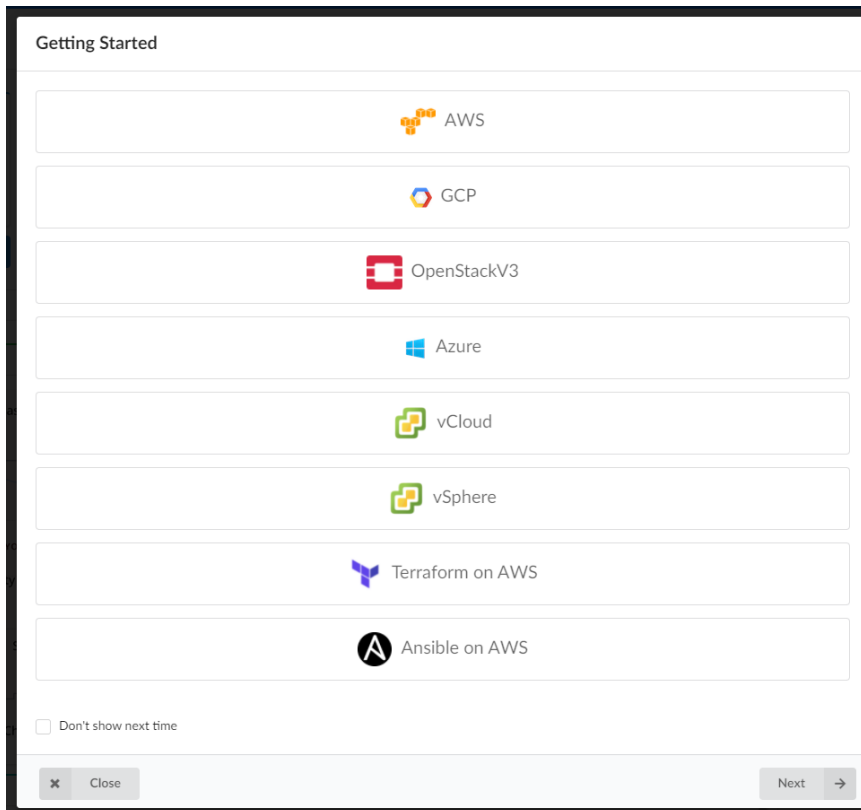 Getting Started
AWS
GCP
OpenStackV3
Azure
vCloud
vSphere
Terraform on AWS
Ansible on AWS
Don't show next time
Close
Next